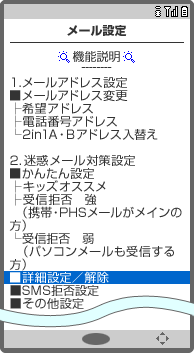 メール設定
機能説明
1.メールアドレス設定
■メールアドレス変更
├希望アドレス
├電話番号アドレス
└2in1A・Bアドレス入替え
2.迷惑メール対策設定
■かんたん設定
├キッズオススメ
├受信拒否 強
(携帯・PHSメールがメインの
方)
└受信拒否 弱
(パソコンメールも受信する
方)
■詳細設定/解除
■SMS拒否設定
■その他設定